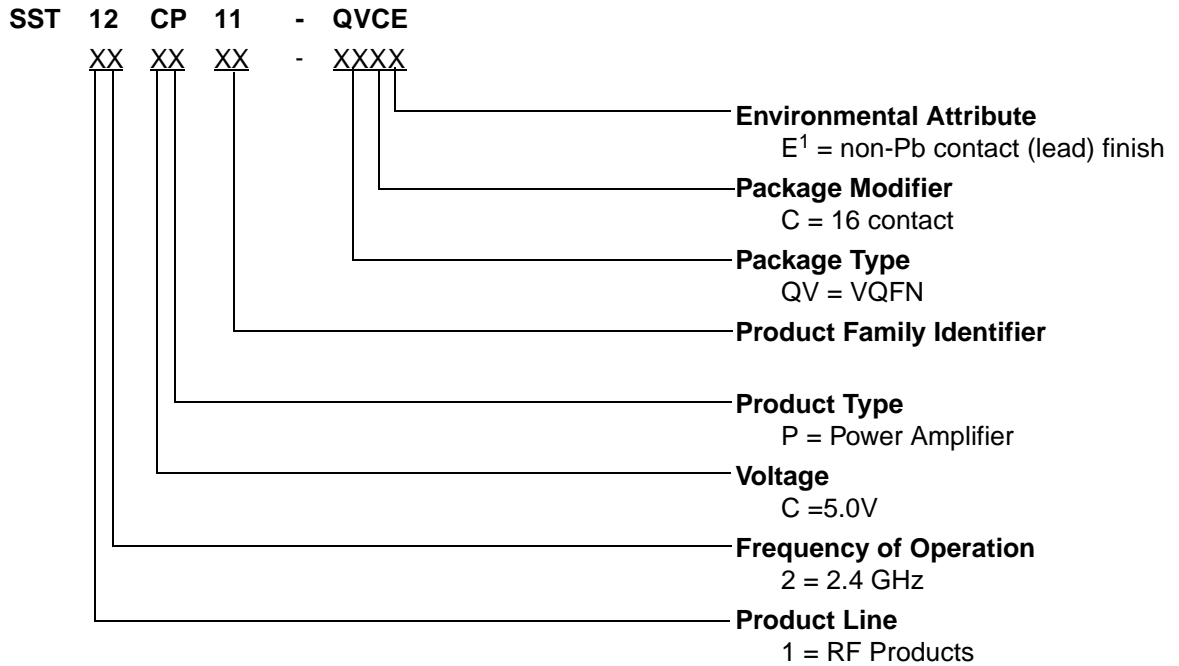 SST 12 CP 11 - QVCE
XX XX XX - XXXX
Environmental Attribute
E¹ = non-Pb contact (lead) finish
Package Modifier
C = 16 contact
Package Type
QV = VQFN
Product Family Identifier
Product Type
P = Power Amplifier
Voltage
C =5.0V
Frequency of Operation
2 = 2.4 GHz
Product Line
1 = RF Products